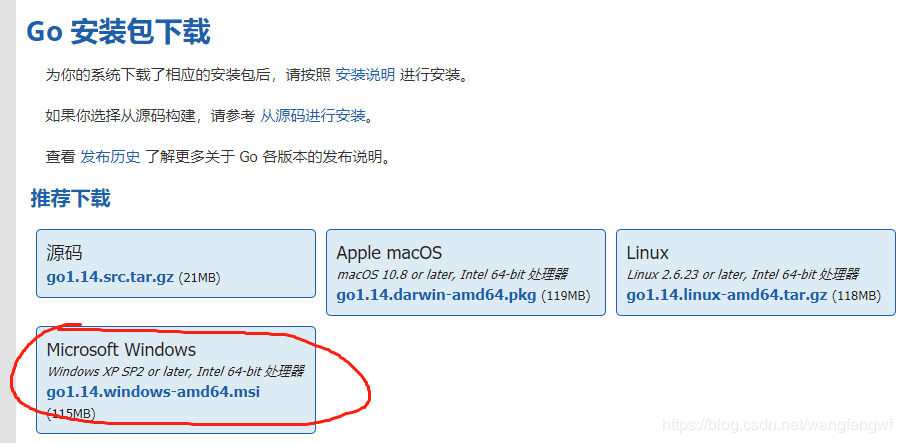 Go 安装包下载
为你的系统下载了相应的安装包后，请按照 安装说明 进行安装。
如果你选择从源码构建，请参考 从源码进行安装。
查看 发布历史 了解更多关于 Go 各版本的发布说明。
推荐下载
源码
go1.14.src.tar.gz (21MB)
Apple macOS
macOS 10.8 or later, Intel 64-bit 处理器
go1.14.darwin-amd64.pkg (119MB)
Linux
Linux 2.6.23 or later, Intel 64-bit 处理器
go1.14.linux-amd64.tar.gz (118MB)
Microsoft Windows
Windows XP SP2 or later, Intel 64-bit 处理器
go1.14.windows-amd64.msi
(115MB)
https://blog.csdn.net/wangfengwf